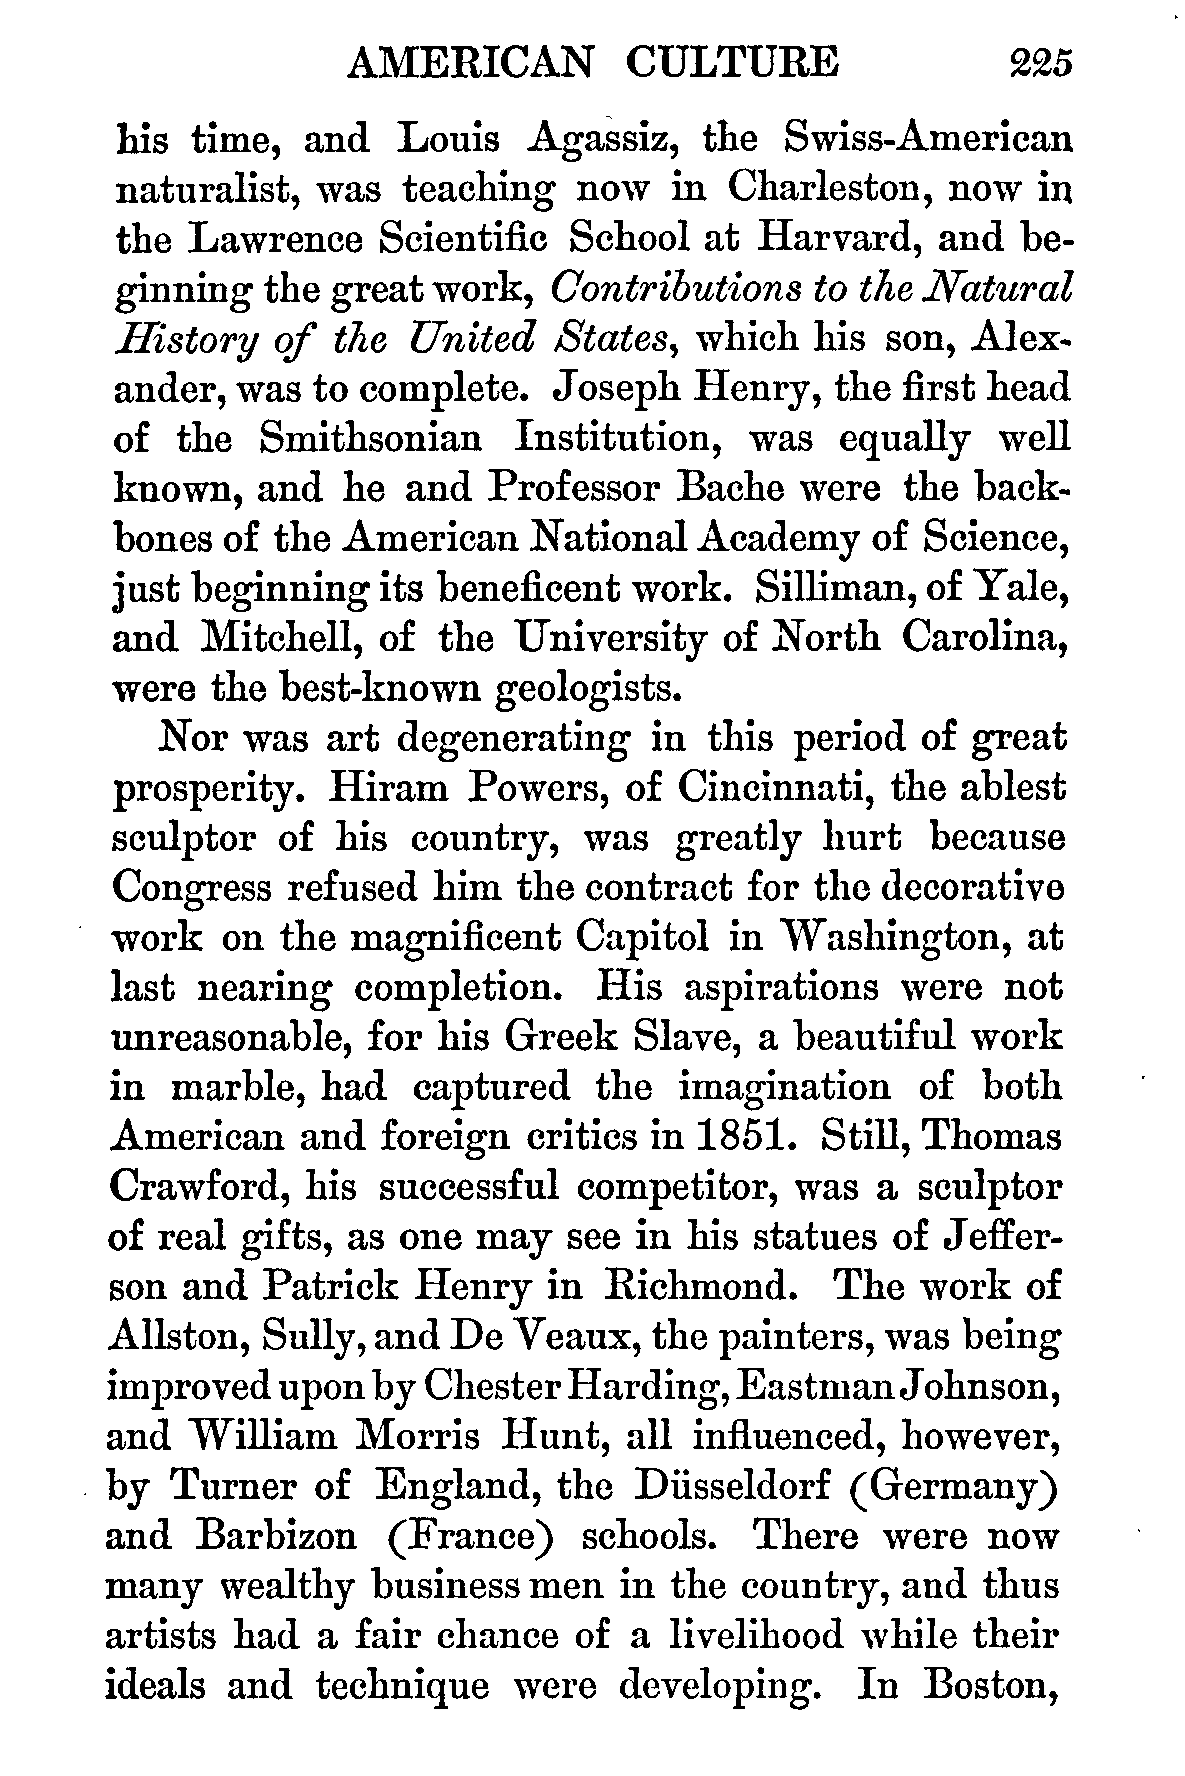 AMERICAN CULTURE 225
his time, and Louis Agassiz, the Swiss-American
naturalist, was teaching now in Charleston, now in
the Lawrence Scientific School at Harvard, and be-
ginning the great work, Contributions to the Natural
History of the United States, which his son, Alex-
ander, was to complete. Joseph Henry, the first head
of the Smithsonian Institution, was equally well
known, and he and Professor Bache were the back-
bones of the American National Academy of Science,
just beginning its beneficent work. Silliman, of Yale,
and Mitchell, of the University of North Carolina,
were the best-known geologists.
Nor was art degenerating in this period of great
prosperity. Hiram Powers, of Cincinnati, the ablest
sculptor of his country, was greatly hurt because
Congress refused him the contract for the decorative
work on the magnificent Capitol in Washington, at
last nearing completion. His aspirations were not
unreasonable, for his Greek Slave, a beautiful work
in marble, had captured the imagination of both
American and foreign critics in 1851. Still, Thomas
Crawford, his successful competitor, was a sculptor
of real gifts, as one may see in his statues of Jeffer-
son and Patrick Henry in Richmond. The work of
Allston, Sully, and De Veaux, the painters, was being
improved upon by Chester Harding, Eastman Johnson,
and William Morris Hunt, all influenced, however,
by Turner of England, the Düsseldorf (Germany)
and Barbizon (France) schools. There were now
many wealthy business men in the country, and thus
artists had a fair chance of a livelihood while their
ideals and technique were developing. In Boston,